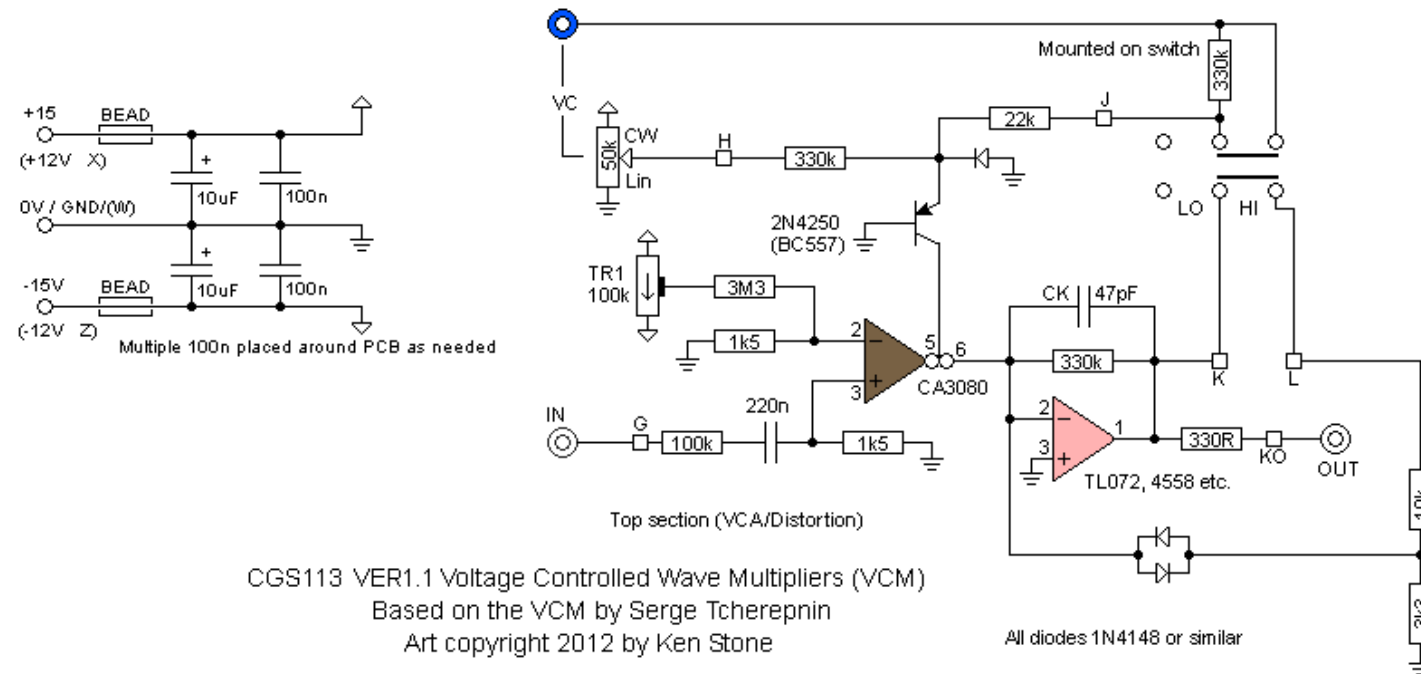 +15
BEAD
(+12V X)
+
10uF
100n
0V / GND/(W)
+
10uF
100n
-15V
BEAD
(-12V Z)
Multiple 100n placed around PCB as needed
Mounted on switch
330k
VC
50k
CW
Lin
H
330k
22k
J
LO
HI
2N4250
(BC557)
TR1
100k
3M3
1k5
2
5
6
3
CA3080
CK
47pF
330k
K
L
IN
G
100k
220n
1k5
2
3
1
330R
KO
OUT
TL072, 4558 etc.
10k
Top section (VCA/Distortion)
CGS113 VER1.1 Voltage Controlled Wave Multipliers (VCM)
Based on the VCM by Serge Tcherepnin
Art copyright 2012 by Ken Stone
All diodes 1N4148 or similar